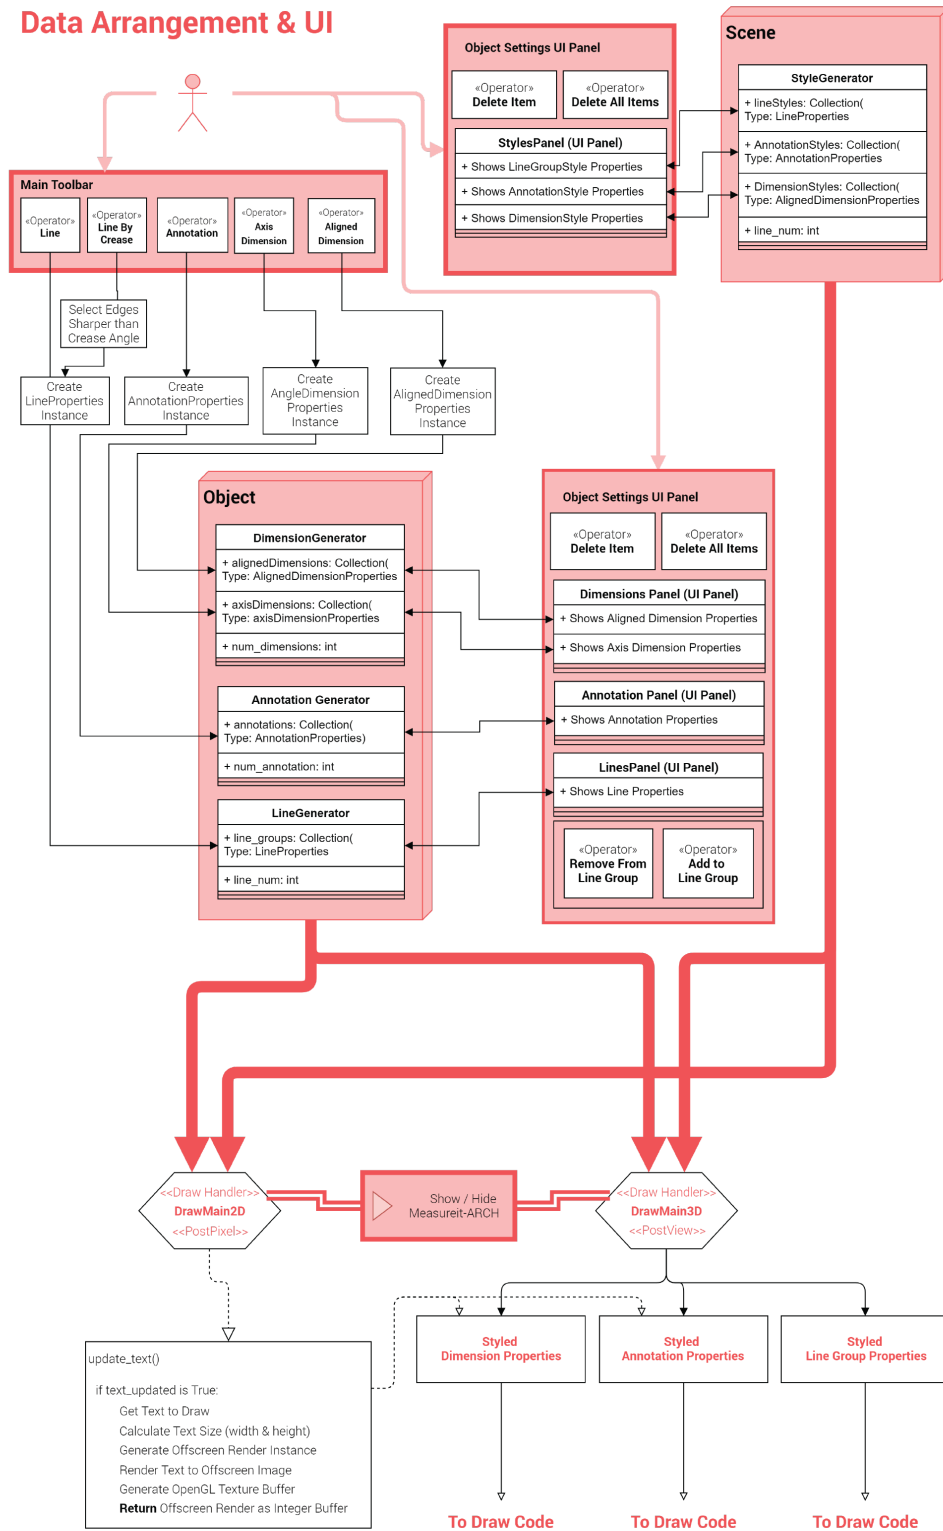 Data Arrangement & UI
Object Settings UI Panel
«Operator»
Delete Item
«Operator»
Delete All Items
StylesPanel (UI Panel)
+ Shows LineGroupStyle Properties
+ Shows AnnotationStyle Properties
+ Shows DimensionStyle Properties
Scene
StyleGenerator
+ lineStyles: Collection(
Type: LineProperties
+ AnnotationStyles: Collection(
Type: AnnotationProperties
+ DimensionStyles: Collection(
Type: AlignedDimensionProperties
+ line_num: int
Main Toolbar
«Operator»
Line
«Operator»
Line By
Crease
«Operator»
Annotation
«Operator»
Axis
Dimension
«Operator»
Aligned
Dimension
Select Edges
Sharper than
Crease Angle
Create
LineProperties
Instance
Create
AnnotationProperties
Instance
Create
AngleDimension
Properties
Instance
Create
AlignedDimension
Properties
Instance
Object
DimensionGenerator
+ alignedDimensions: Collection(
Type: AlignedDimensionProperties
+ axisDimensions: Collection(
Type: axisDimensionProperties
+ num_dimensions: int
Annotation Generator
+ annotations: Collection(
Type: AnnotationProperties)
+ num_annotation: int
LineGenerator
+ line_groups: Collection(
Type: LineProperties
+ line_num: int
Object Settings UI Panel
«Operator»
Delete Item
«Operator»
Delete All Items
Dimensions Panel (UI Panel)
+ Shows Aligned Dimension Properties
+ Shows Axis Dimension Properties
Annotation Panel (UI Panel)
+ Shows Annotation Properties
LinesPanel (UI Panel)
+ Shows Line Properties
«Operator»
Remove From
Line Group
«Operator»
Add to
Line Group
<<Draw Handler>>
DrawMain2D
<<PostPixel>>
Show / Hide
Measureit-ARCH
<<Draw Handler>>
DrawMain3D
<<PostView>>
update_text()
if text_updated is True:
Get Text to Draw
Calculate Text Size (width & height)
Generate Offscreen Render Instance
Render Text to Offscreen Image
Generate OpenGL Texture Buffer
Return Offscreen Render as Integer Buffer
Styled
Dimension Properties
Styled
Annotation Properties
Styled
Line Group Properties
To Draw Code
To Draw Code
To Draw Code